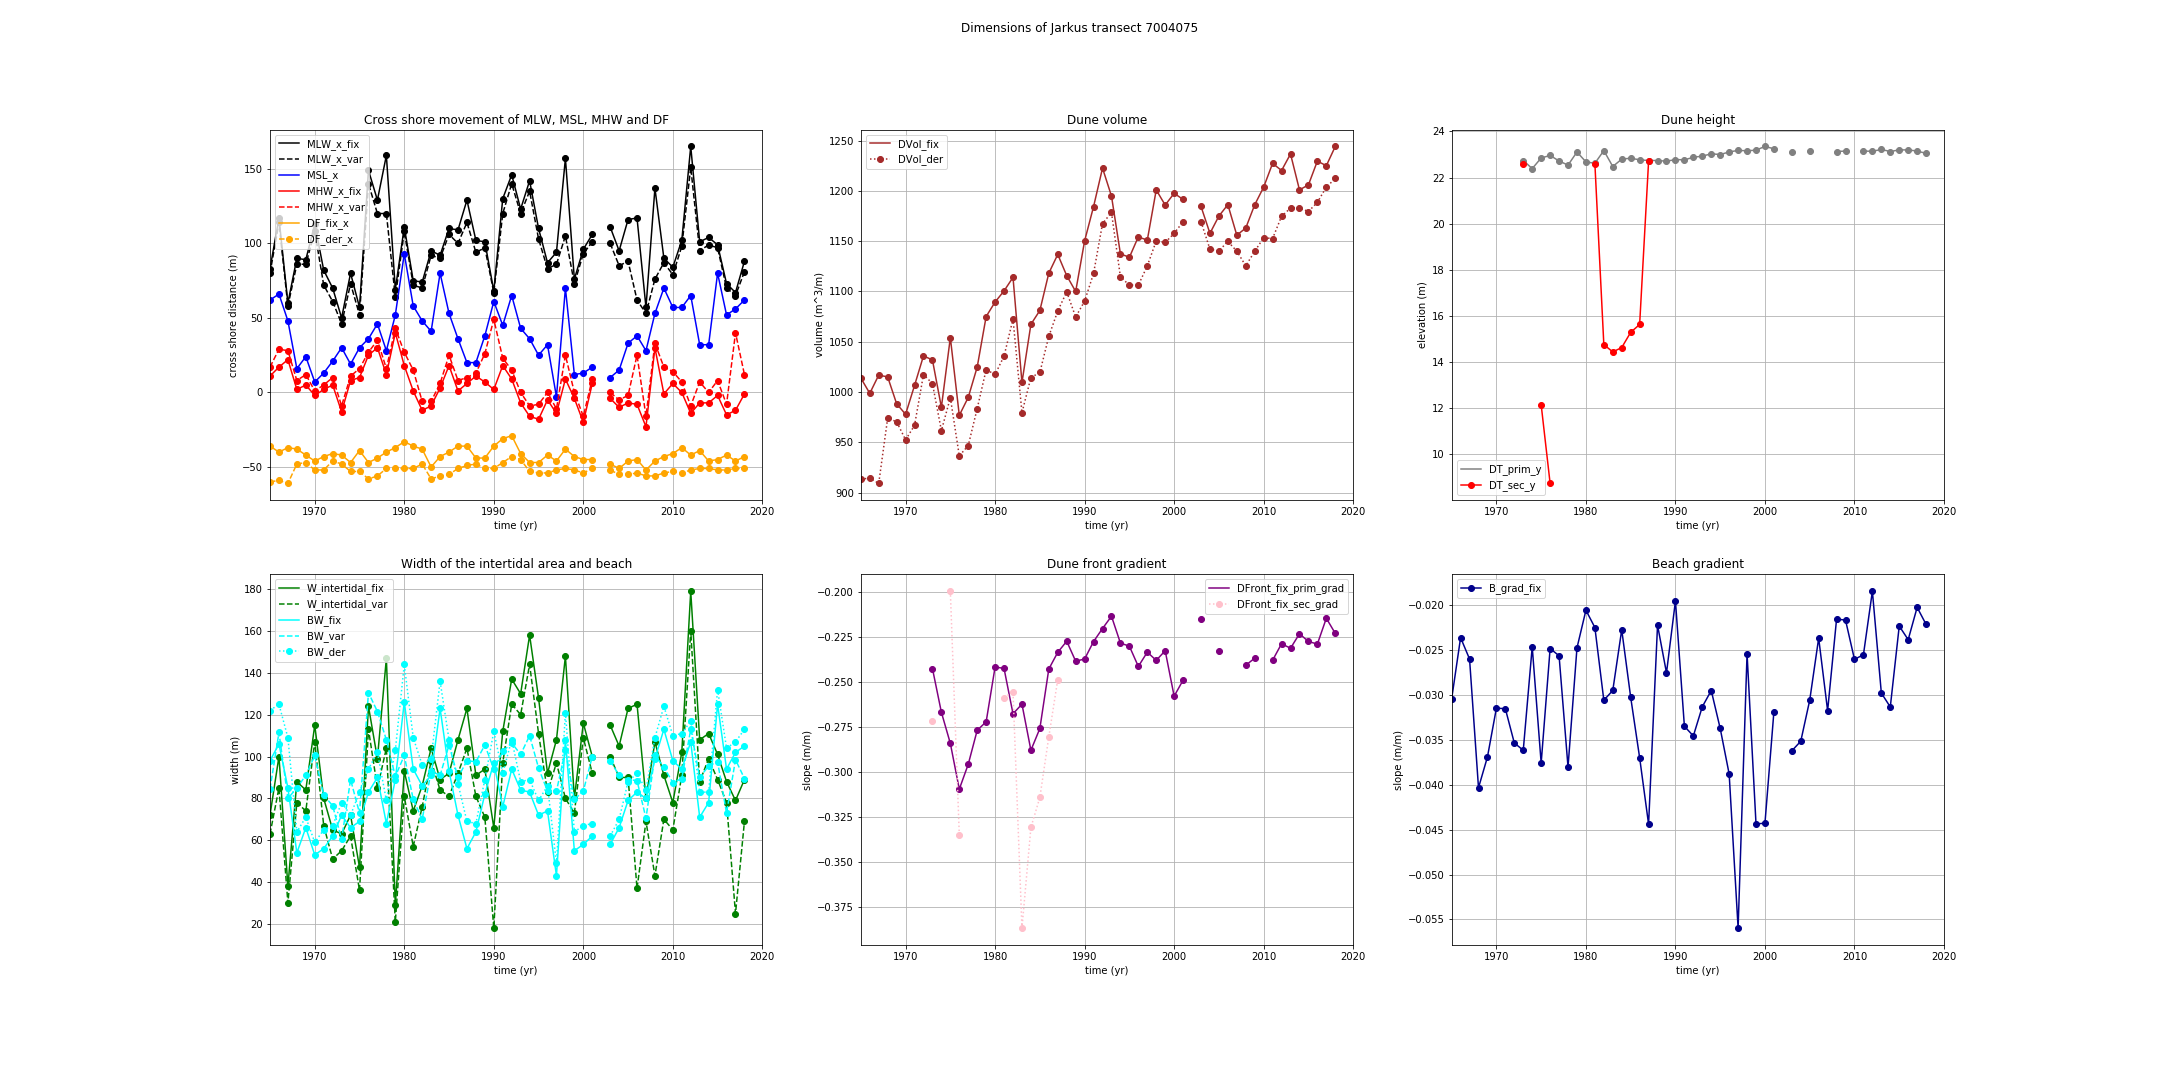 Dimensions of Jarkus transect 7004075
Cross shore movement of MLW, MSL, MHW and DF
cross shore distance (m)
150
100
50
0
−50
MLW_x_fix
MLW_x_var
MSL_x
MHW_x_fix
MHW_x_var
DF_fix_x
DF_der_x
1970 1980 1990 2000 2010 2020
time (yr)
Dune volume
volume (m^3/m)
1250
1200
1150
1100
1050
1000
950
900
DVol_fix
DVol_der
1970 1980 1990 2000 2010 2020
time (yr)
Dune height
elevation (m)
24
22
20
18
16
14
12
10
DT_prim_y
DT_sec_y
1970 1980 1990 2000 2010 2020
time (yr)
Width of the intertidal area and beach
width (m)
180
160
140
120
100
80
60
40
20
W_intertidal_fix
W_intertidal_var
BW_fix
BW_var
BW_der
1970 1980 1990 2000 2010 2020
time (yr)
Dune front gradient
slope (m/m)
−0.200
−0.225
−0.250
−0.275
−0.300
−0.325
−0.350
−0.375
DFront_fix_prim_grad
DFront_fix_sec_grad
1970 1980 1990 2000 2010 2020
time (yr)
Beach gradient
slope (m/m)
−0.020
−0.025
−0.030
−0.035
−0.040
−0.045
−0.050
−0.055
B_grad_fix
1970 1980 1990 2000 2010 2020
time (yr)